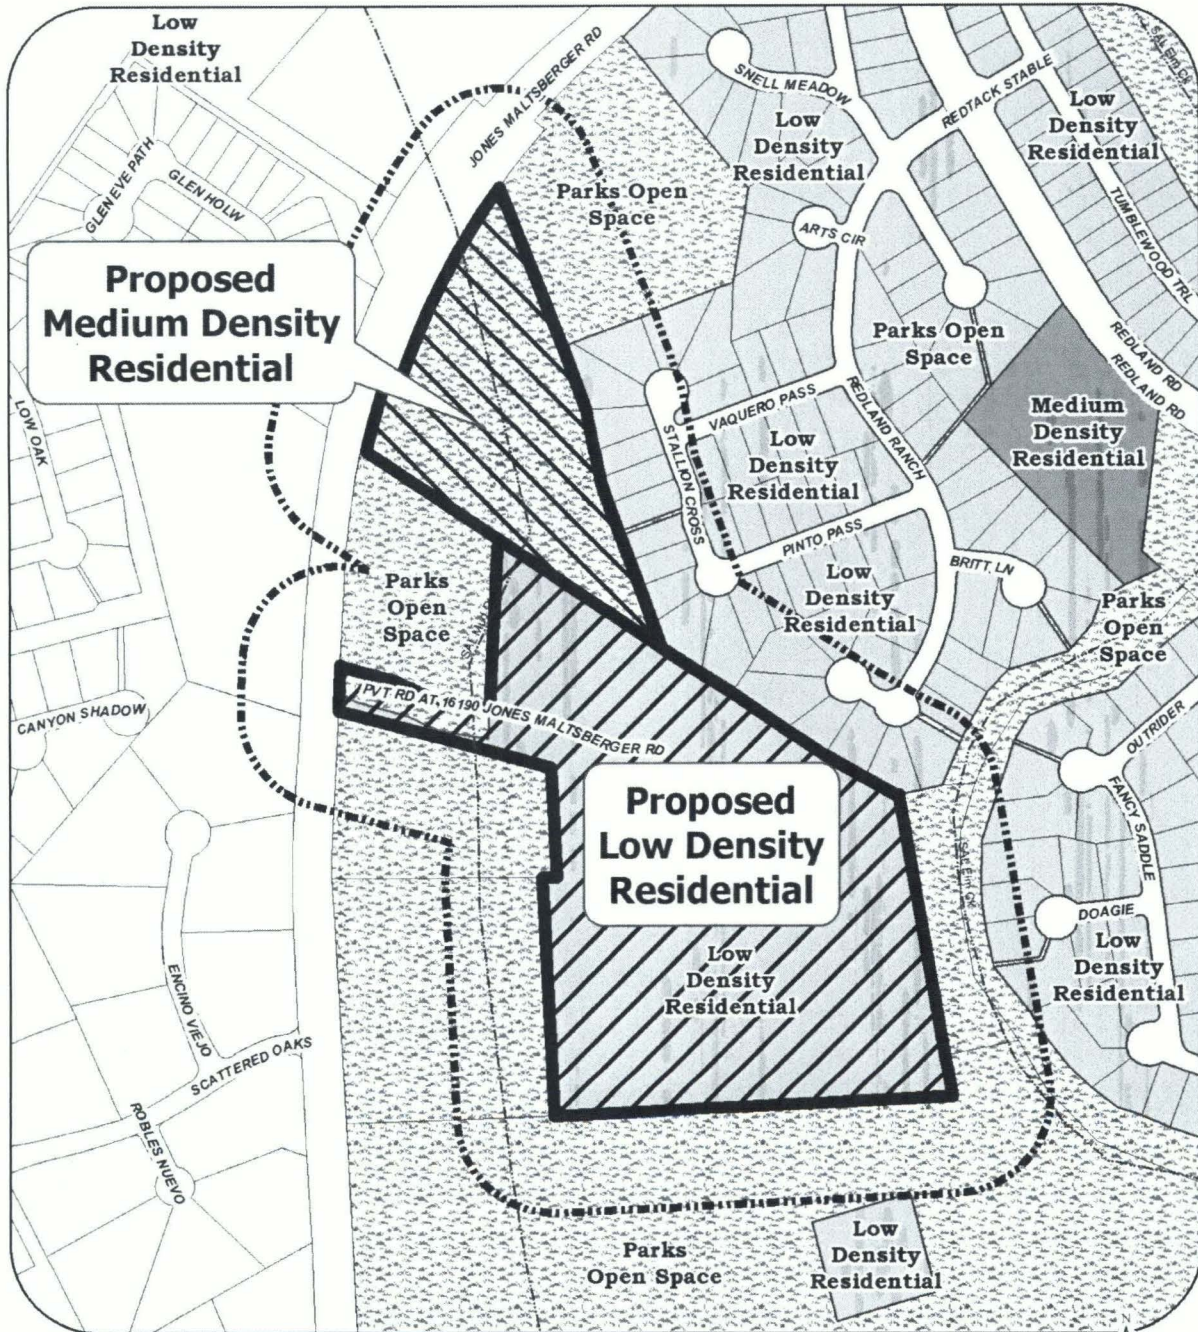 Low
Density
Residential
JONES MALTSBERGER RD
SNELL MEADOW
REDTACK STABLE
SALEIm Ck
Low
Density
Residential
Low
Density
Residential
TUMBLEWOOD TRL
GLENEVE PATH
GLEN HOLW
Parks Open
Space
ARTS CIR
Proposed
Medium Density
Residential
Parks Open
Space
REDLAND RD
REDLAND RD
LOW OAK
VAQUERO PASS
REDLAND RANCH
Medium
Density
Residential
STALLION CROSS
Low
Density
Residential
PINTO PASS
BRITT LN
Parks
Open
Space
Low
Density
Residential
Parks
Open
Space
PVT RD AT 16190 JONES MALTSBERGER RD
CANYON SHADOW
OUTRIDER
FANCY SADDLE
Proposed
Low Density
Residential
DOAGIE
Low
Density
Residential
Low
Density
Residential
ENCINO VIEJO
SCATTERED OAKS
ROBLES NUEVO
Parks
Open Space
Low
Density
Residential